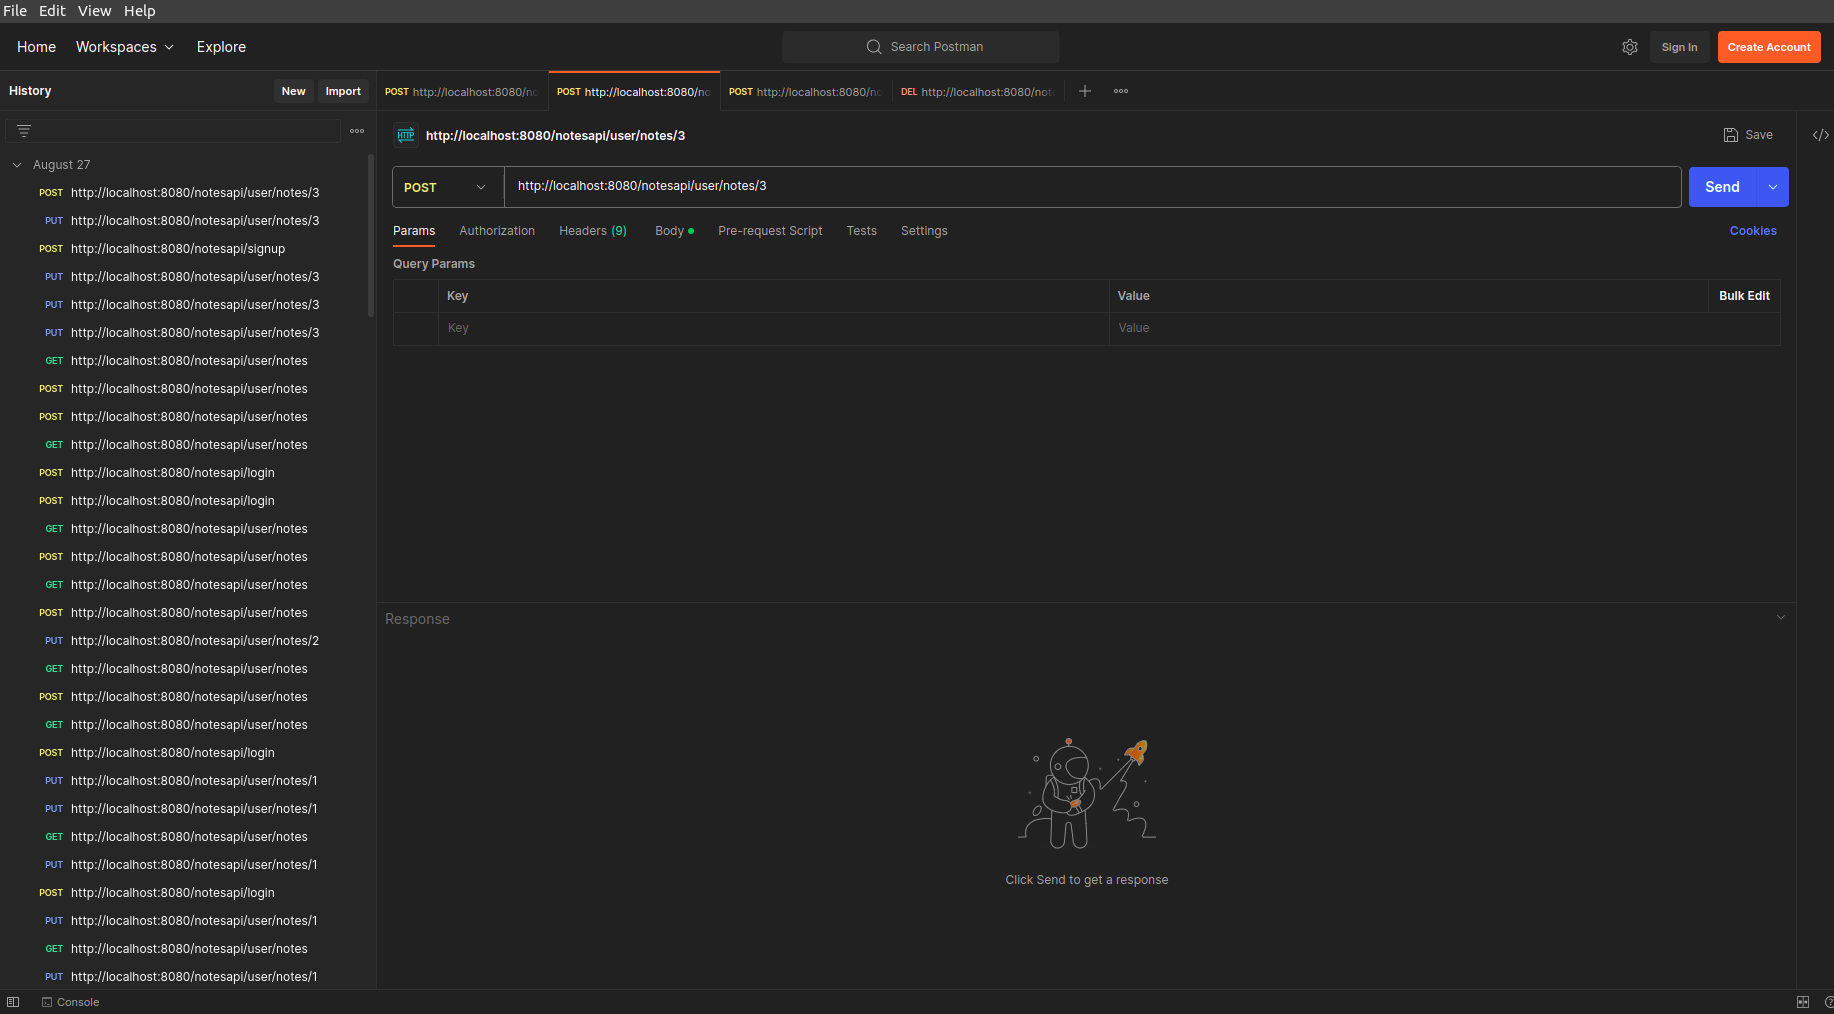 File Edit View Help
Home Workspaces Explore Search Postman Sign In Create Account
History New Import
POST http://localhost:8080/no POST http://localhost:8080/no POST http://localhost:8080/no DEL http://localhost:8080/not
HTTP http://localhost:8080/notesapi/user/notes/3 Save </>
POST http://localhost:8080/notesapi/user/notes/3 Send
Params Authorization Headers (9) Body Pre-request Script Tests Settings Cookies
Query Params
Key Value Bulk Edit
Key Value
August 27
POST http://localhost:8080/notesapi/user/notes/3
PUT http://localhost:8080/notesapi/user/notes/3
POST http://localhost:8080/notesapi/signup
PUT http://localhost:8080/notesapi/user/notes/3
PUT http://localhost:8080/notesapi/user/notes/3
PUT http://localhost:8080/notesapi/user/notes/3
GET http://localhost:8080/notesapi/user/notes
POST http://localhost:8080/notesapi/user/notes
POST http://localhost:8080/notesapi/user/notes
GET http://localhost:8080/notesapi/user/notes
POST http://localhost:8080/notesapi/login
POST http://localhost:8080/notesapi/login
GET http://localhost:8080/notesapi/user/notes
POST http://localhost:8080/notesapi/user/notes
GET http://localhost:8080/notesapi/user/notes
POST http://localhost:8080/notesapi/user/notes
PUT http://localhost:8080/notesapi/user/notes/2
GET http://localhost:8080/notesapi/user/notes
POST http://localhost:8080/notesapi/user/notes
GET http://localhost:8080/notesapi/user/notes
POST http://localhost:8080/notesapi/login
PUT http://localhost:8080/notesapi/user/notes/1
PUT http://localhost:8080/notesapi/user/notes/1
GET http://localhost:8080/notesapi/user/notes
PUT http://localhost:8080/notesapi/user/notes/1
POST http://localhost:8080/notesapi/login
PUT http://localhost:8080/notesapi/user/notes/1
GET http://localhost:8080/notesapi/user/notes
PUT http://localhost:8080/notesapi/user/notes/1
Response
Click Send to get a response
Console